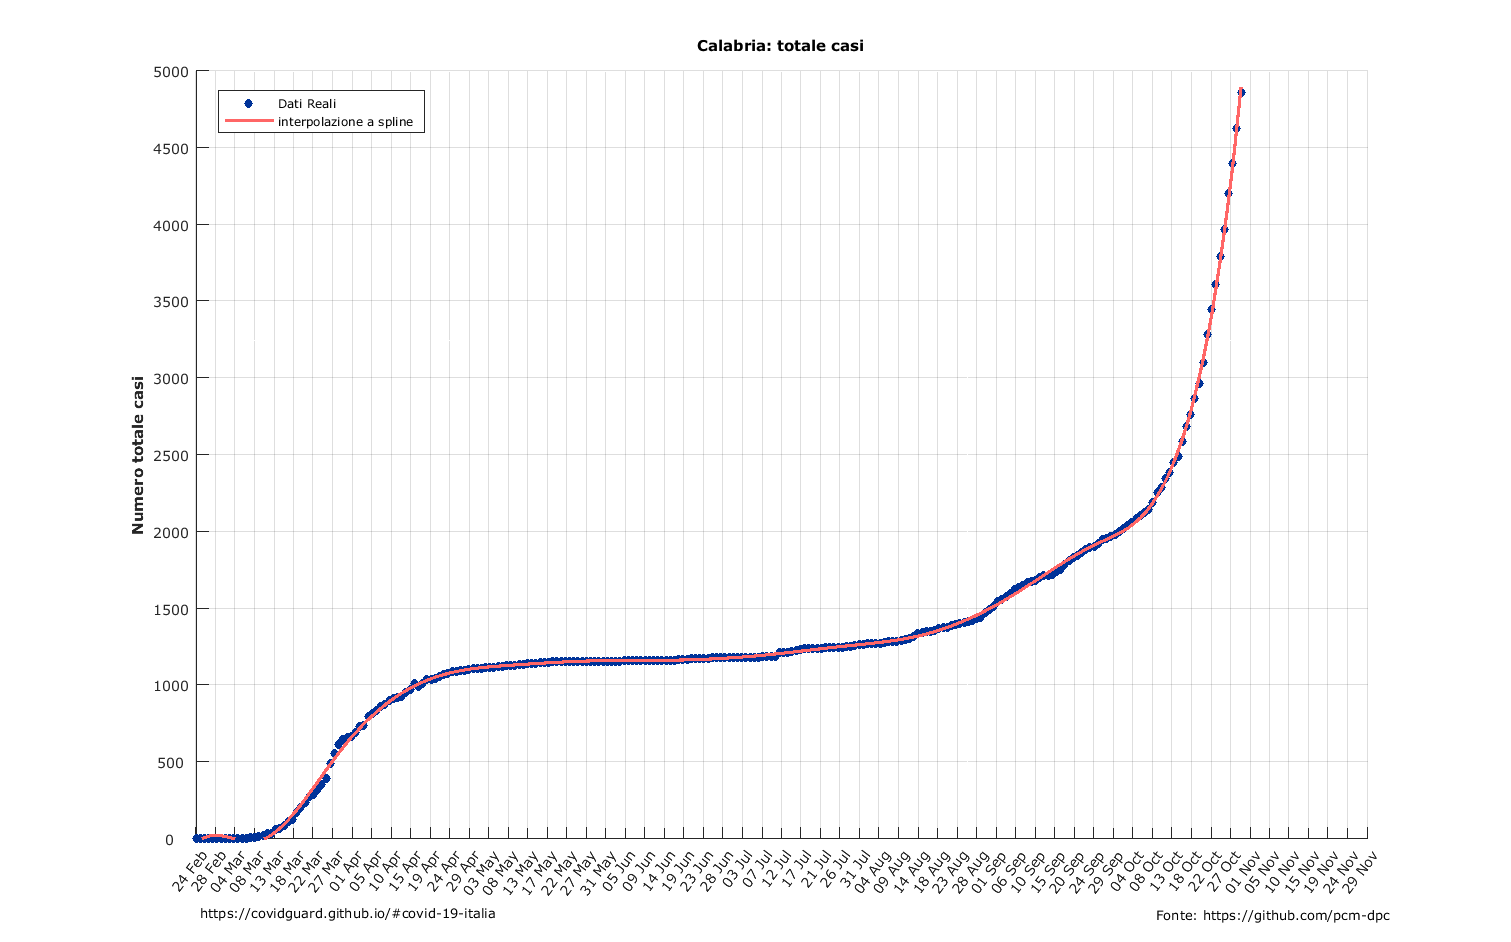 Calabria: totale casi
Dati Reali
interpolazione a spline
Numero totale casi
5000
4500
4000
3500
3000
2500
2000
1500
1000
500
0
24 Feb
28 Feb
04 Mar
08 Mar
13 Mar
18 Mar
22 Mar
27 Mar
01 Apr
05 Apr
10 Apr
15 Apr
19 Apr
24 Apr
29 Apr
03 May
08 May
13 May
17 May
22 May
27 May
31 May
05 Jun
09 Jun
14 Jun
19 Jun
23 Jun
28 Jun
03 Jul
07 Jul
12 Jul
17 Jul
21 Jul
26 Jul
31 Jul
04 Aug
09 Aug
14 Aug
18 Aug
23 Aug
28 Aug
01 Sep
06 Sep
10 Sep
15 Sep
20 Sep
24 Sep
29 Sep
04 Oct
08 Oct
13 Oct
18 Oct
22 Oct
27 Oct
01 Nov
05 Nov
10 Nov
15 Nov
19 Nov
24 Nov
29 Nov
https://covidguard.github.io/#covid-19-italia
Fonte: https://github.com/pcm-dpc